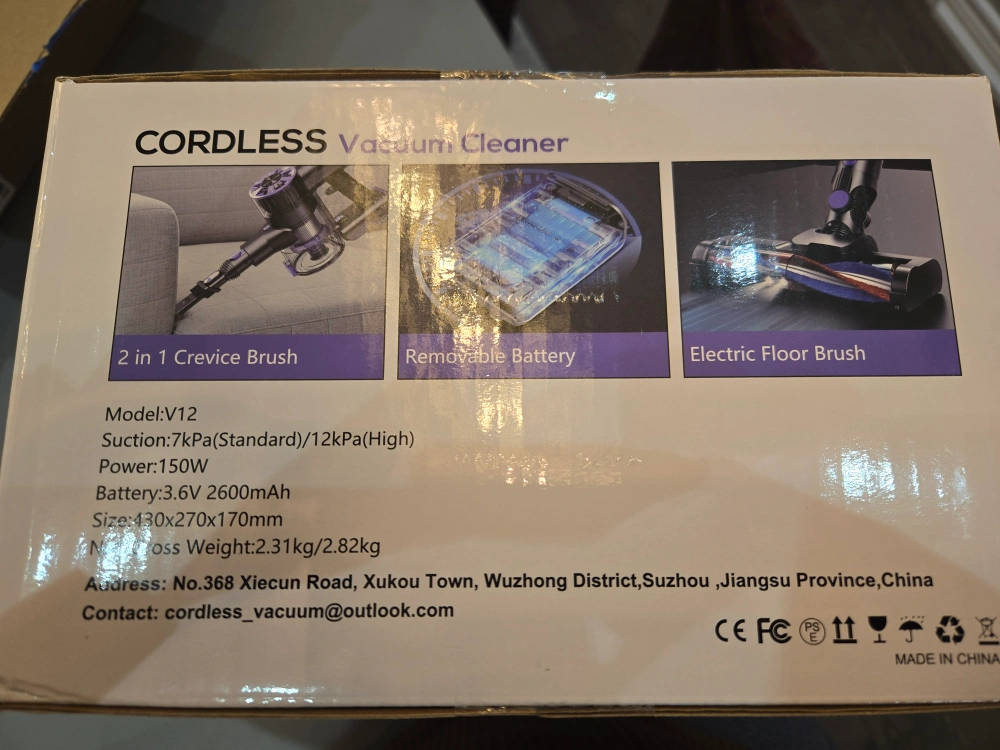 CORDLESS Vacuum Cleaner
2 in 1 Crevice Brush
Removable Battery
Electric Floor Brush
Model:V12
Suction:7kPa(Standard)/12kPa(High)
Power:150W
Battery:3.6V 2600mAh
Size:430x270x170mm
Weight:2.31kg/2.82kg
Address: No.368 Xiecun Road, Xukou Town, Wuzhong District,Suzhou ,Jiangsu Province,China
Contact: cordless_vacuum@outlook.com
CE FC PSE
MADE IN CHINA